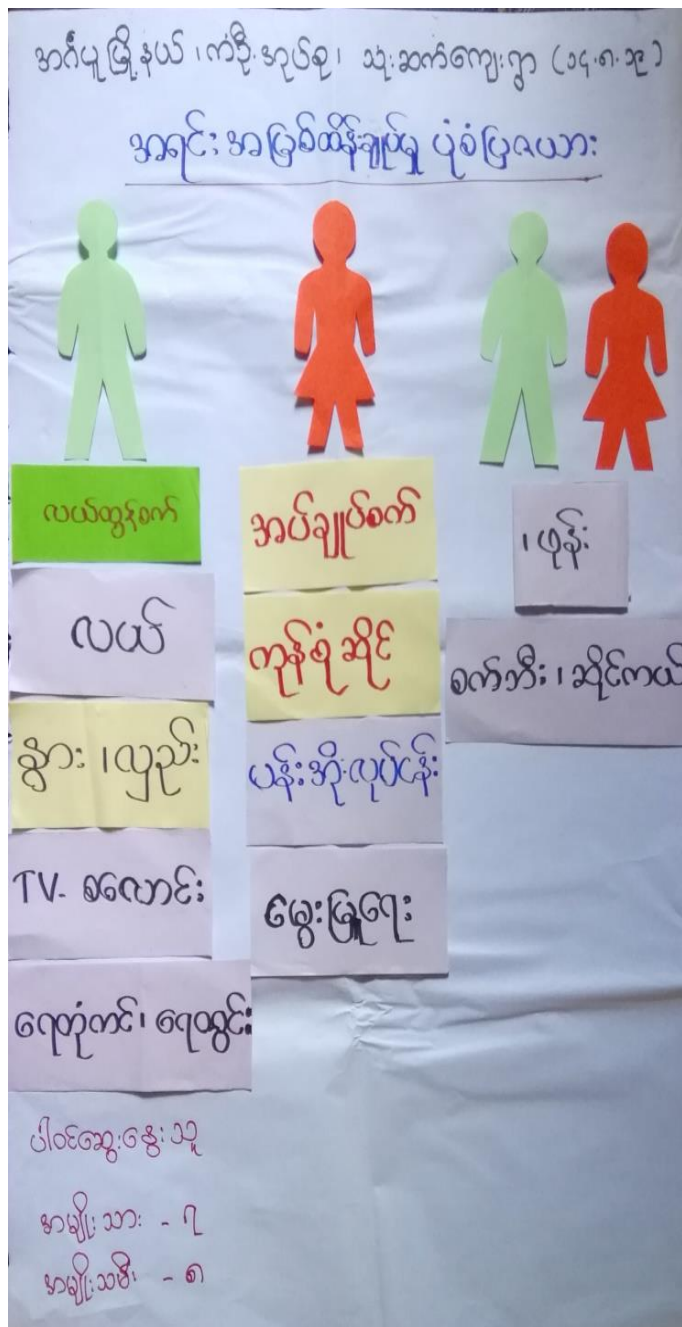 အင်္ဂပူမြို့နယ်၊ ကံဦးအုပ်စု၊ သုံးဆက်ကျေးရွာ (၁၄.၈.၁၉)
အရင်းအမြစ်ထိန်းချုပ်မှု ပုံစံပြဇယား
လယ်ထွန်စက်
လယ်
နွား ၊လှည်း
TV- စလောင်း
ရေတုံကင်၊ ရေတွင်း
အပ်ချုပ်စက်
ကုန်စုံဆိုင်
ပန်းအိုးလုပ်ငန်း
မွေးမြူရေး
၊ ဖုန်း
စက်ဘီး ၊ ဆိုင်ကယ်
ပါဝင်ဆွေးနွေးသူ
အမျိုးသား - ၇
အမျိုးသမီး - ၈